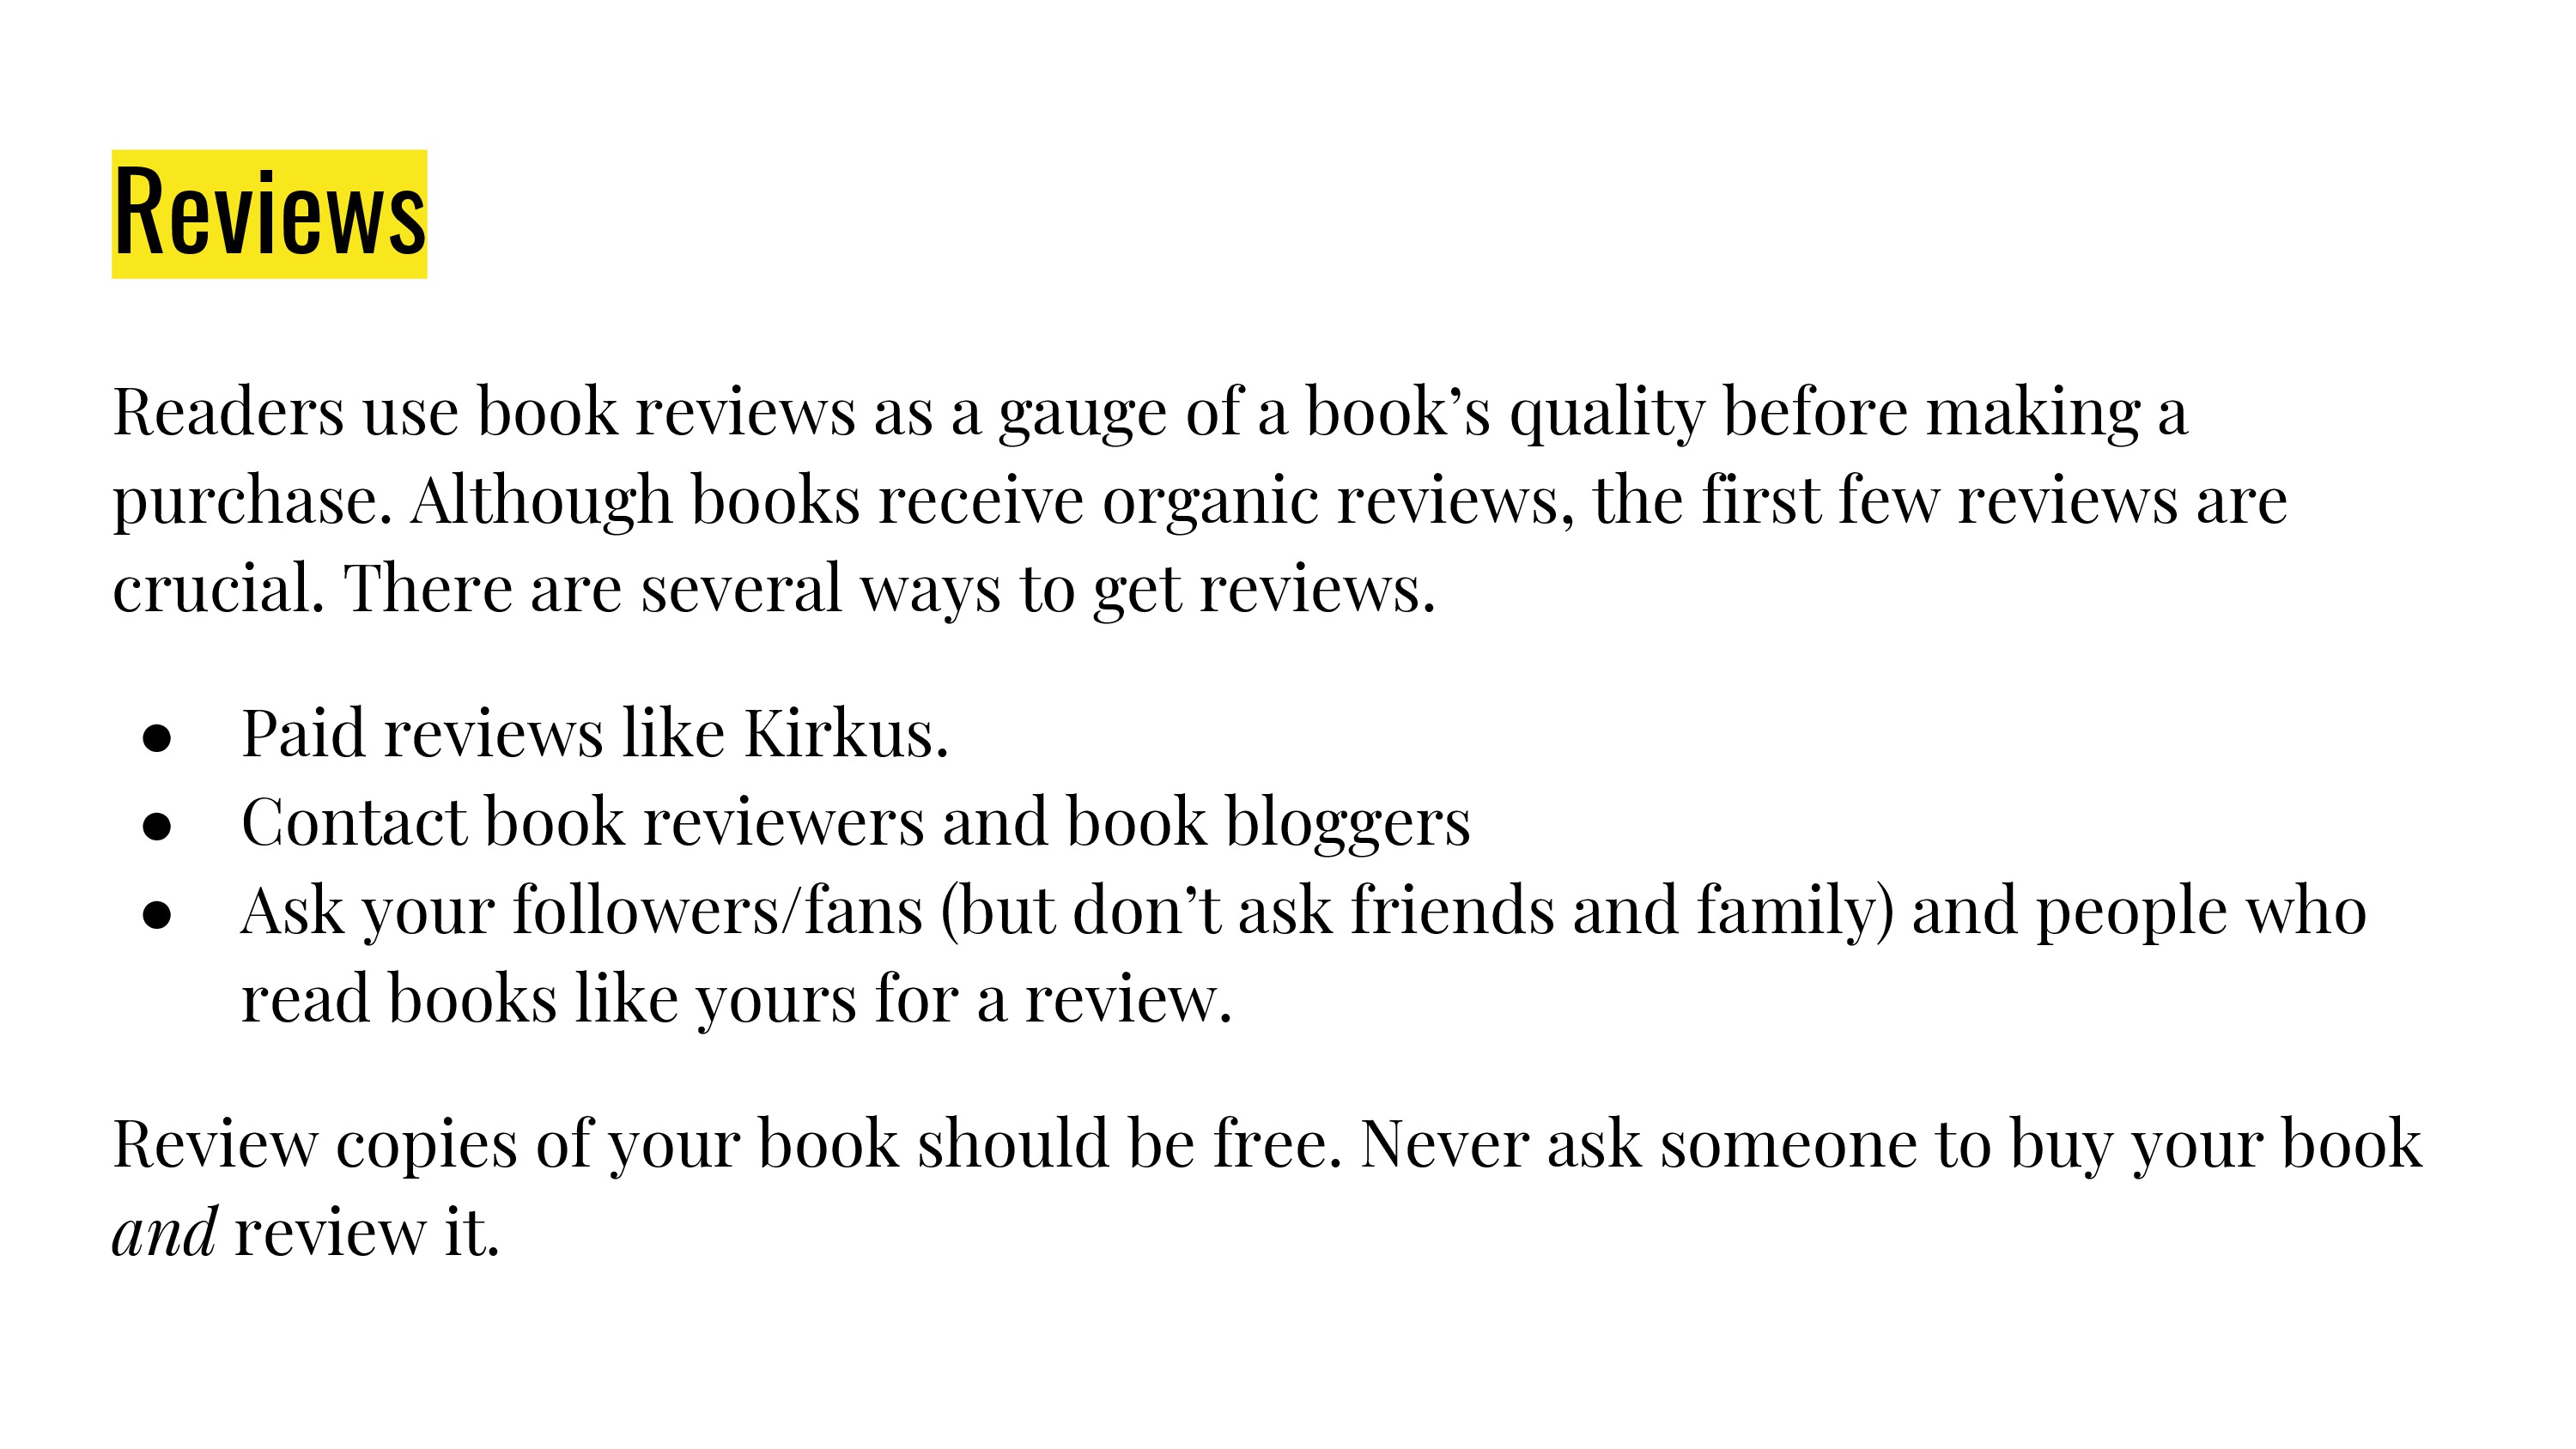 Reviews
Readers use book reviews as a gauge of a book’s quality before making a
purchase. Although books receive organic reviews, the first few reviews are
crucial. There are several ways to get reviews.
● Paid reviews like Kirkus.
● Contact book reviewers and book bloggers
● Ask your followers/fans (but don’t ask friends and family) and people who
read books like yours for a review.
Review copies of your book should be free. Never ask someone to buy your book
and review it.